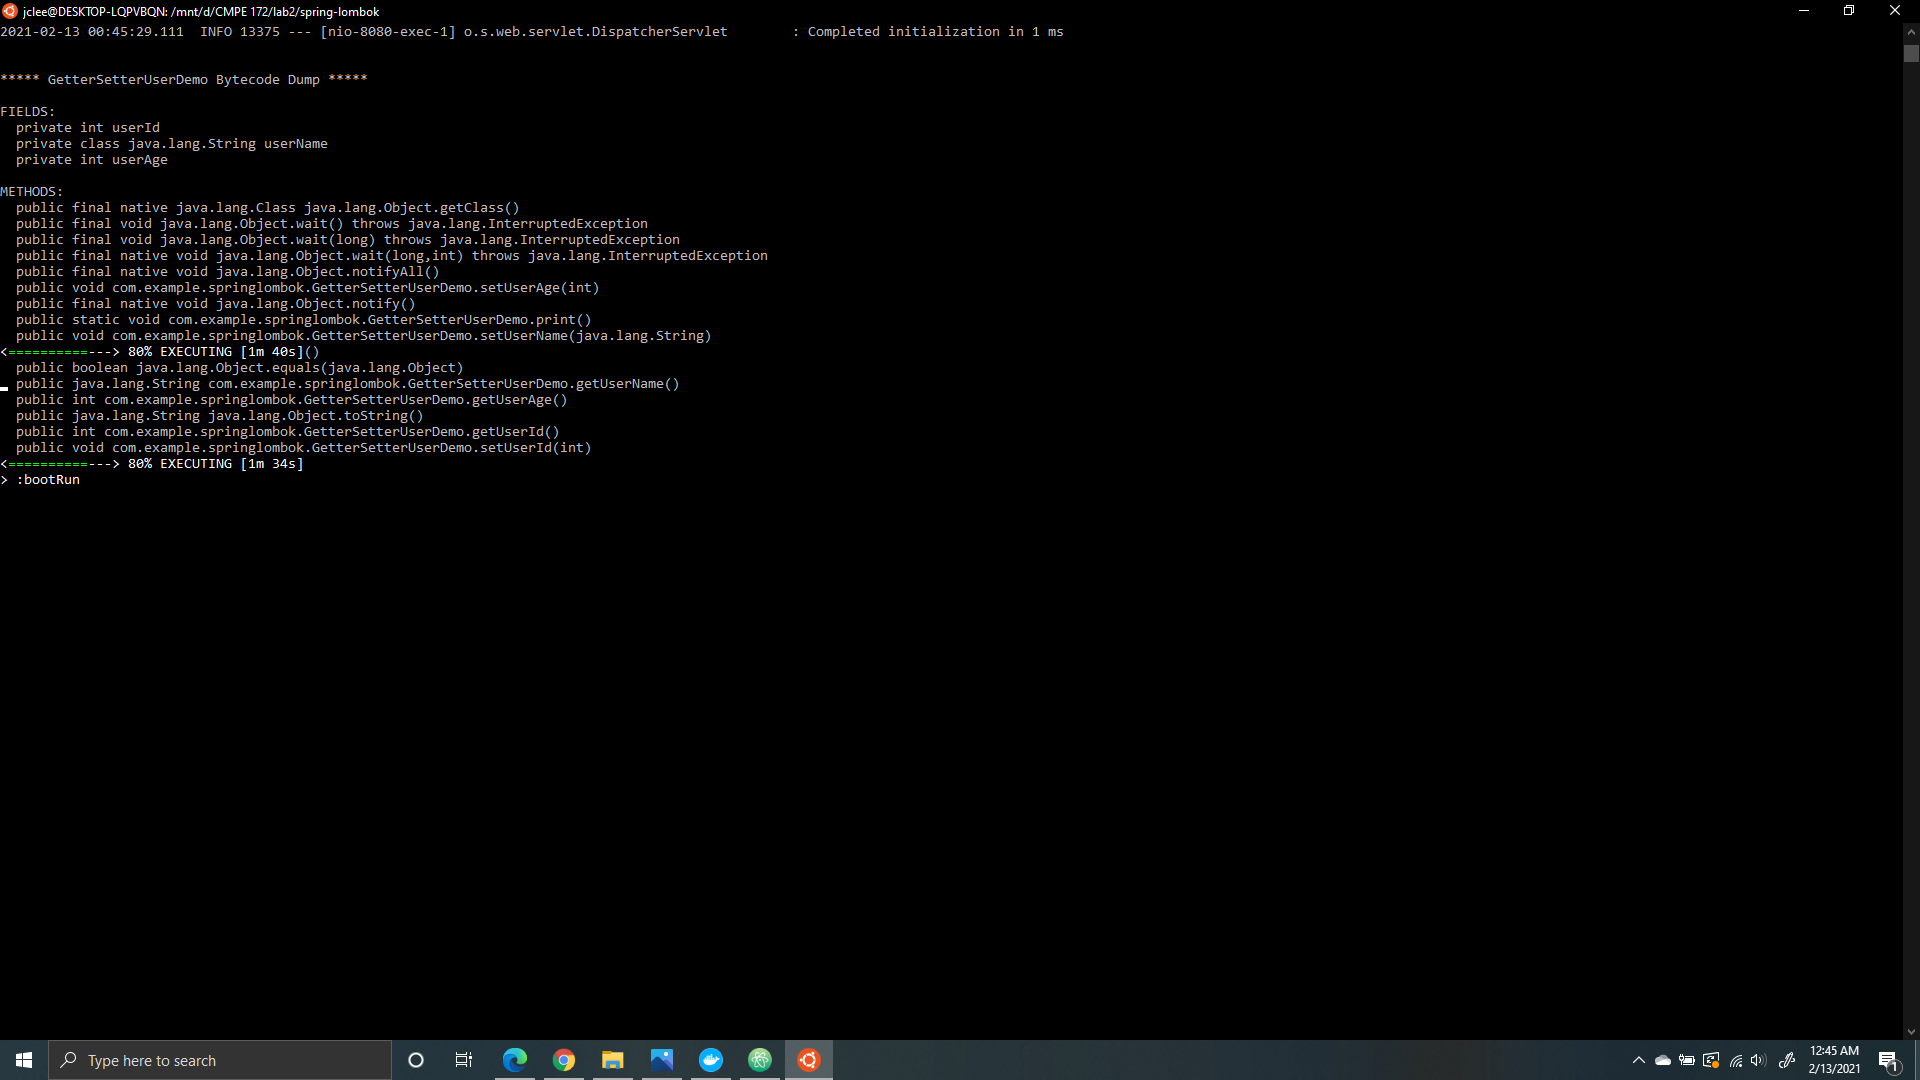 jclee@DESKTOP-LQPVBQN: /mnt/d/CMPE 172/lab2/spring-lombok
2021-02-13 00:45:29.111  INFO 13375 --- [nio-8080-exec-1] o.s.web.servlet.DispatcherServlet        : Completed initialization in 1 ms
***** GetterSetterUserDemo Bytecode Dump *****
FIELDS:
  private int userId
  private class java.lang.String userName
  private int userAge
METHODS:
  public final native java.lang.Class java.lang.Object.getClass()
  public final void java.lang.Object.wait() throws java.lang.InterruptedException
  public final void java.lang.Object.wait(long) throws java.lang.InterruptedException
  public final native void java.lang.Object.wait(long,int) throws java.lang.InterruptedException
  public final native void java.lang.Object.notifyAll()
  public void com.example.springlombok.GetterSetterUserDemo.setUserAge(int)
  public final native void java.lang.Object.notify()
  public static void com.example.springlombok.GetterSetterUserDemo.print()
  public void com.example.springlombok.GetterSetterUserDemo.setUserName(java.lang.String)
<==========---> 80% EXECUTING [1m 40s]()
  public boolean java.lang.Object.equals(java.lang.Object)
  public java.lang.String com.example.springlombok.GetterSetterUserDemo.getUserName()
  public int com.example.springlombok.GetterSetterUserDemo.getUserAge()
  public java.lang.String java.lang.Object.toString()
  public int com.example.springlombok.GetterSetterUserDemo.getUserId()
  public void com.example.springlombok.GetterSetterUserDemo.setUserId(int)
<==========---> 80% EXECUTING [1m 34s]
> :bootRun
Type here to search
12:45 AM
2/13/2021
1